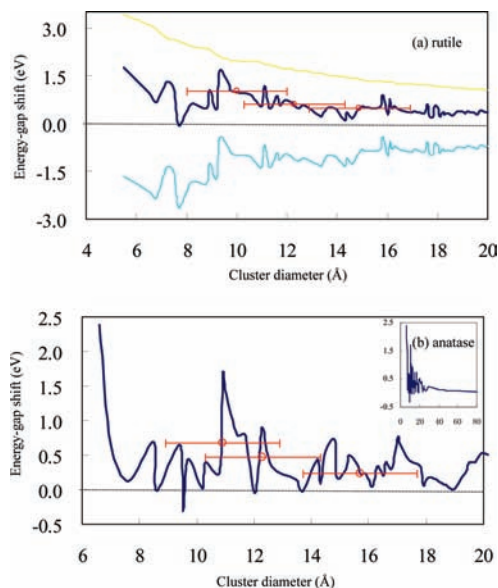 (a) rutile
Energy-gap shift (eV)
3.0
1.5
0.0
-1.5
-3.0
4 6 8 10 12 14 16 18 20
Cluster diameter (Å)
(b) anatase
Energy-gap shift (eV)
2.5
2.0
1.5
1.0
0.5
0.0
-0.5
2.5
1.5
0.5
-0.5
0 20 40 60 80
6 8 10 12 14 16 18 20
Cluster diameter (Å)